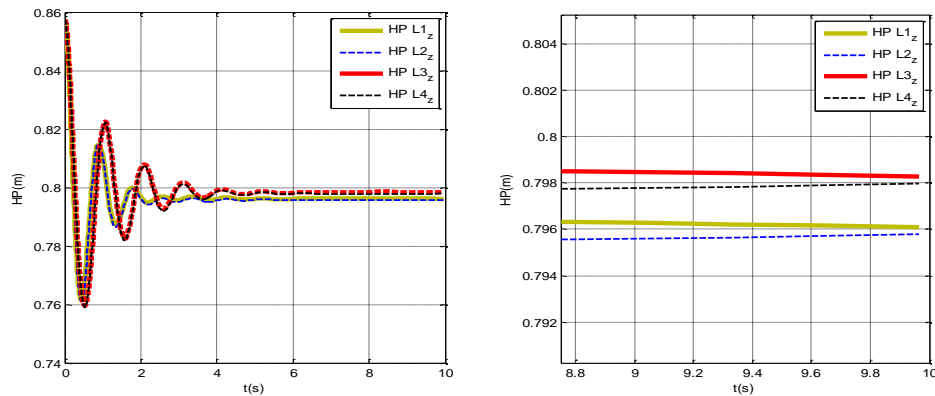 0.86
0.84
0.82
0.8
0.78
0.76
0.74
HP(m)
0
2
4
6
8
10
t(s)
HP L1z
HP L2z
HP L3z
HP L4z
0.804
0.802
0.8
0.798
0.796
0.794
0.792
HP(m)
8.8
9
9.2
9.4
9.6
9.8
10
t(s)
HP L1z
HP L2z
HP L3z
HP L4z